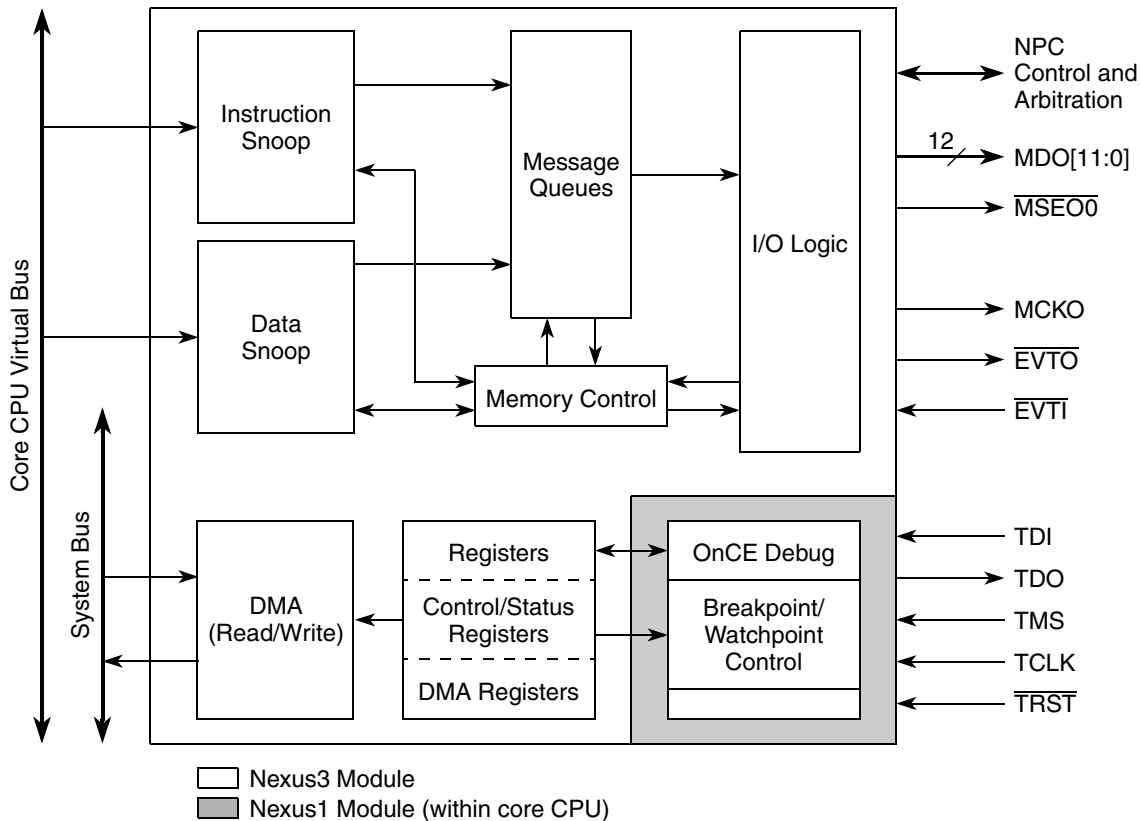 Core CPU Virtual Bus
System Bus
Instruction
Snoop
Data
Snoop
Message
Queues
Memory Control
I/O Logic
DMA
(Read/Write)
Registers
Control/Status
Registers
DMA Registers
OnCE Debug
Breakpoint/
Watchpoint
Control
NPC
Control and
Arbitration
12
MDO[11:0]
MSEO0
MCKO
EVTO
EVTI
TDI
TDO
TMS
TCLK
TRST
Nexus3 Module
Nexus1 Module (within core CPU)